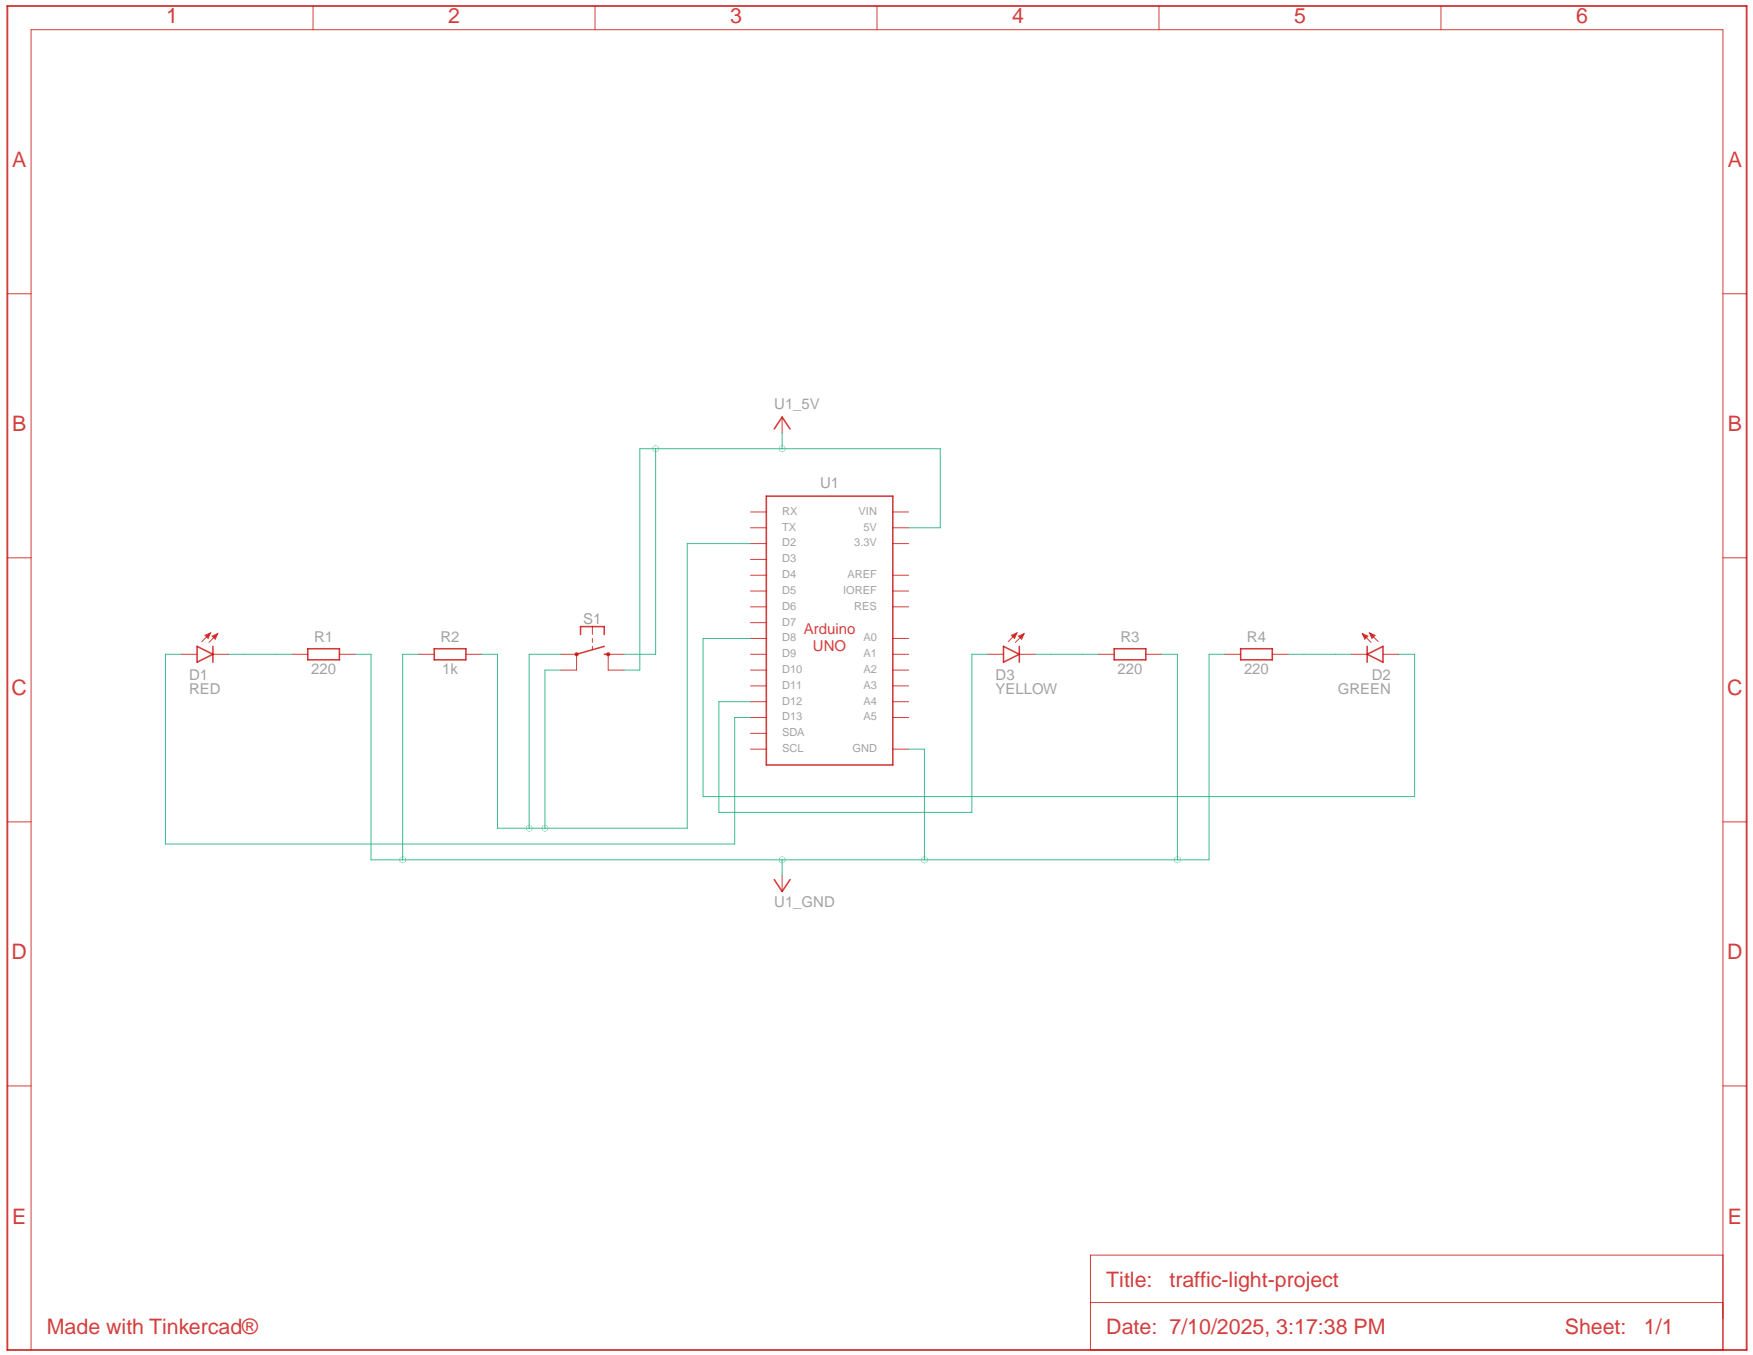 1 2 3 4 5 6
A A
U1_5V
B B
U1
RX VIN
TX 5V
D2 3.3V
D3
D4 AREF
D5 IOREF
D6 RES
D7
Arduino
UNO
D8 A0
D9 A1
D10 A2
D11 A3
D12 A4
D13 A5
SDA
SCL GND
S1
R1
220
R2
1k
R3
220
R4
220
D1
RED
D3
YELLOW
D2
GREEN
C C
U1_GND
D D
E E
Title: traffic-light-project
Made with Tinkercad®
Date: 7/10/2025, 3:17:38 PM Sheet: 1/1